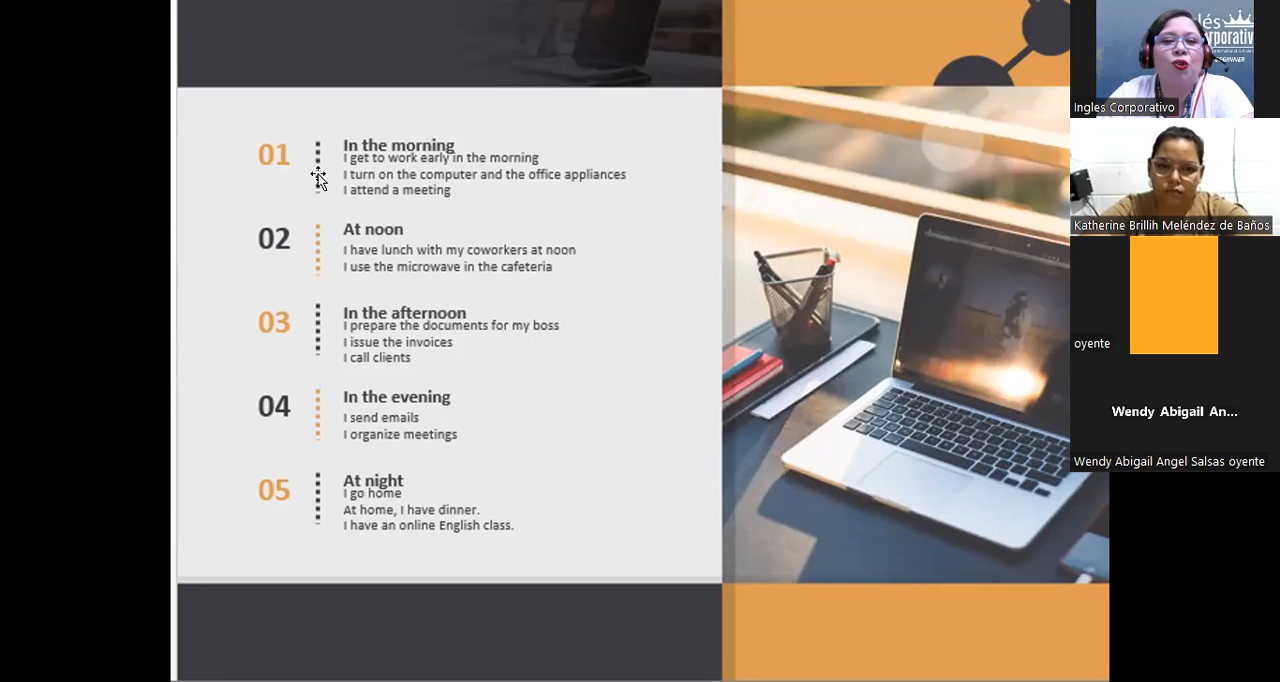 01
In the morning
I get to work early in the morning
I turn on the computer and the office appliances
I attend a meeting
02
At noon
I have lunch with my coworkers at noon
I use the microwave in the cafeteria
03
In the afternoon
I prepare the documents for my boss
I issue the invoices
I call clients
04
In the evening
I send emails
I organize meetings
05
At night
I go home
At home, I have dinner.
I have an online English class.
Ingles Corporativo
Katherine Brillih Meléndez de Baños
oyente
Wendy Abigail An...
Wendy Abigail Angel Salsas oyente